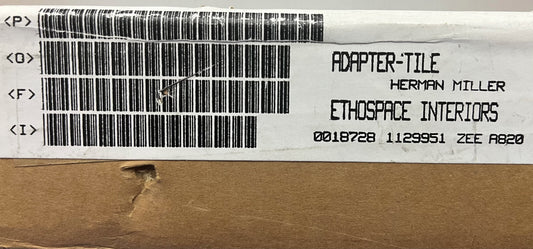 <P>
<O>
<F>
<I>
ADAPTER-TILE
HERMAN MILLER
ETHOSPACE INTERIORS
0018728 1129951 ZEE A820